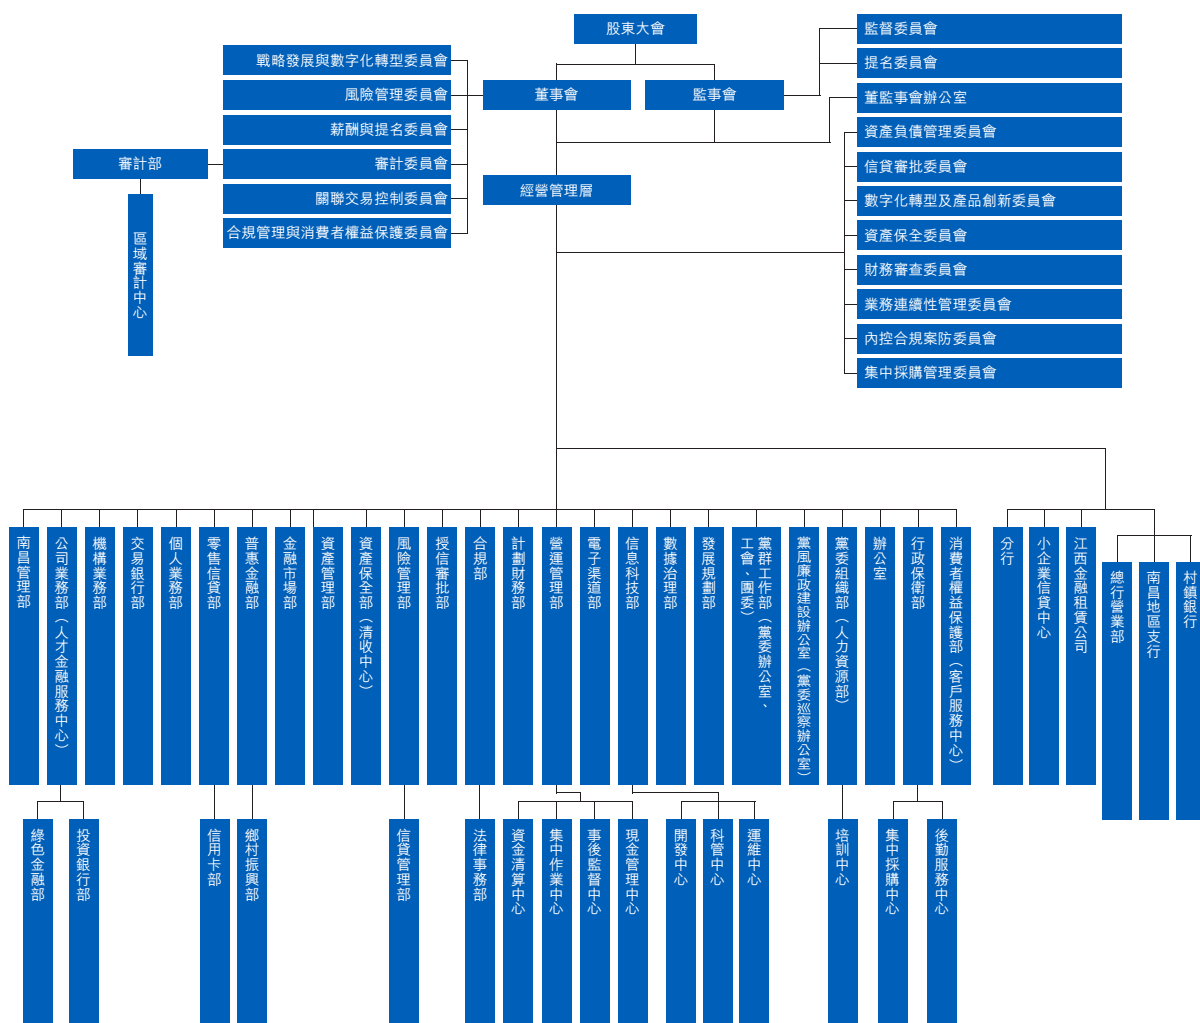 股東大會
董事會
監事會
經營管理層
戰略發展與數字化轉型委員會
風險管理委員會
薪酬與提名委員會
審計委員會
關聯交易控制委員會
合規管理與消費者權益保護委員會
審計部
區域審計中心
監督委員會
提名委員會
董監事會辦公室
資產負債管理委員會
信貸審批委員會
數字化轉型及產品創新委員會
資產保全委員會
財務審查委員會
業務連續性管理委員會
內控合規案防委員會
集中採購管理委員會
南昌管理部
公司業務部（人才金融服務中心）
機構業務部
交易銀行部
個人業務部
零售信貸部
普惠金融部
金融市場部
資產管理部
資產保全部（清收中心）
風險管理部
授信審批部
合規部
計劃財務部
營運管理部
電子渠道部
信息科技部
數據治理部
發展規劃部
黨群工作部（黨委辦公室、
工會、團委）
黨風廉政建設辦公室（黨委巡察辦公室）
黨委組織部（人力資源部）
辦公室
行政保衛部
消費者權益保護部（客戶服務中心）
分行
小企業信貸中心
江西金融租賃公司
總行營業部
南昌地區支行
村鎮銀行
綠色金融部
投資銀行部
信用卡部
鄉村振興部
信貸管理部
法律事務部
資金清算中心
集中作業中心
事後監督中心
現金管理中心
開發中心
科管中心
運維中心
培訓中心
集中採購中心
後勤服務中心